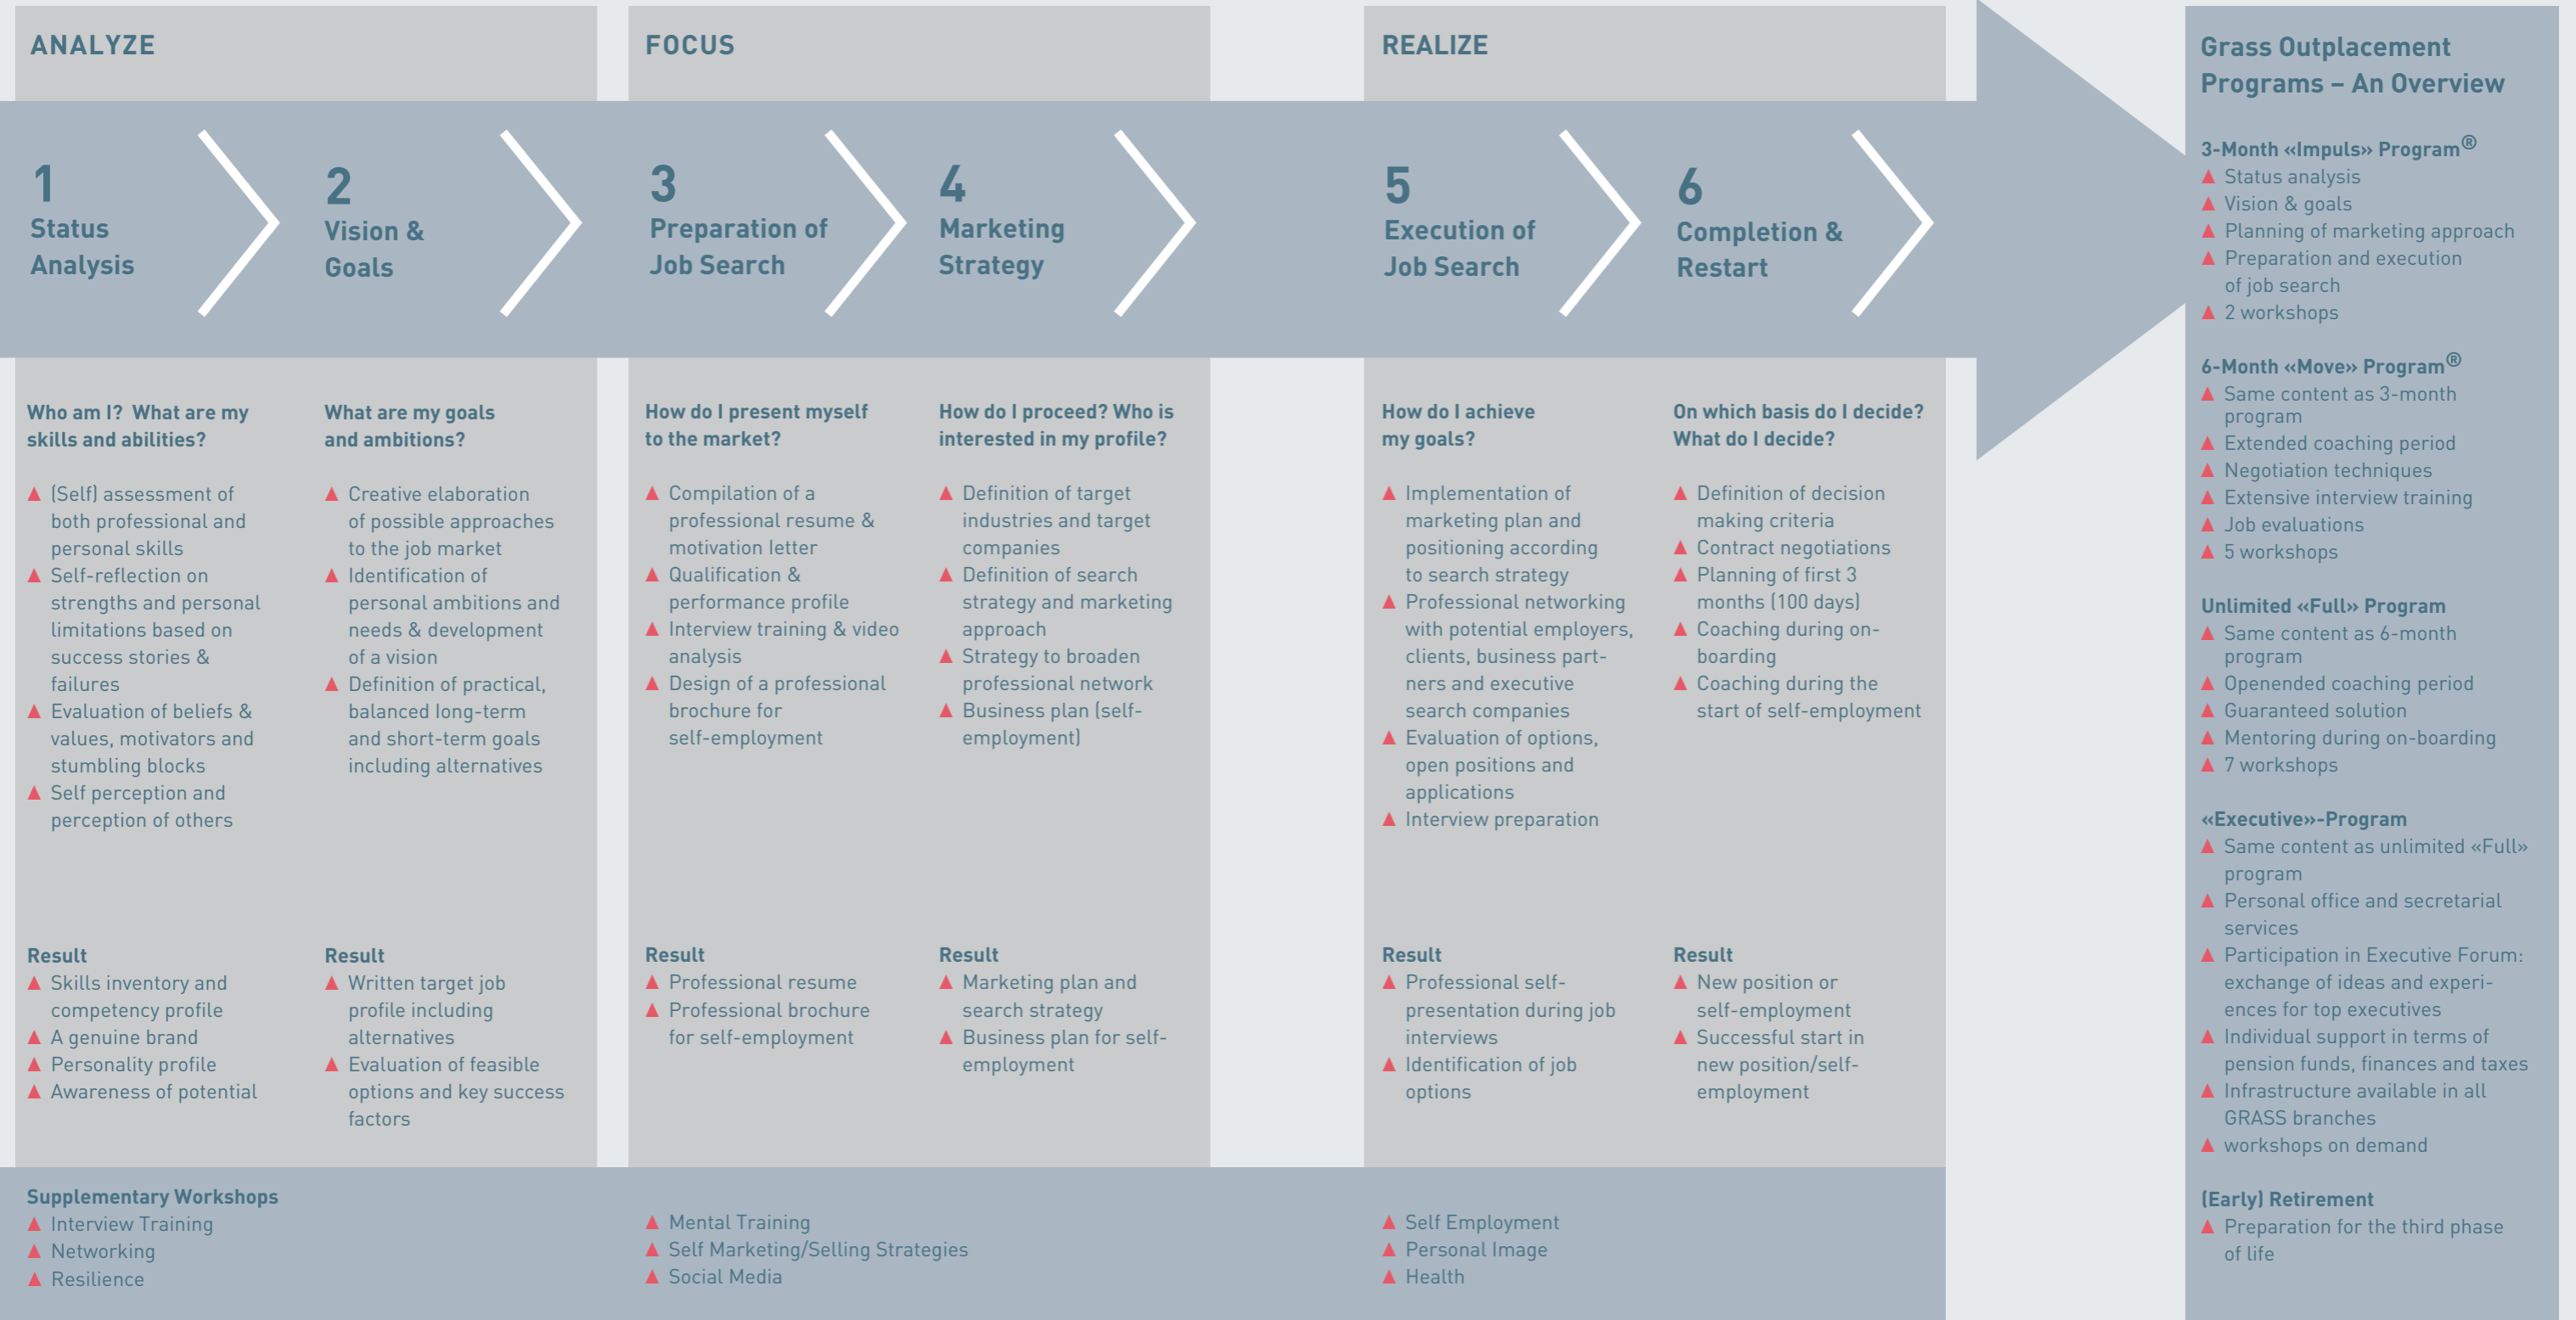 ANALYZE
1
Status
Analysis
2
Vision &
Goals
Who am I?  What are my
skills and abilities?
▲ (Self) assessment of
both professional and
personal skills
▲ Self-reflection on
strengths and personal
limitations based on
success stories &
failures
▲ Evaluation of beliefs &
values, motivators and
stumbling blocks
▲ Self perception and
perception of others
Result
▲ Skills inventory and
competency profile
▲ A genuine brand
▲ Personality profile
▲ Awareness of potential
What are my goals
and ambitions?
▲ Creative elaboration
of possible approaches
to the job market
▲ Identification of
personal ambitions and
needs & development
of a vision
▲ Definition of practical,
balanced long-term
and short-term goals
including alternatives
Result
▲ Written target job
profile including
alternatives
▲ Evaluation of feasible
options and key success
factors
FOCUS
3
Preparation of
Job Search
4
Marketing
Strategy
How do I present myself
to the market?
▲ Compilation of a
professional resume &
motivation letter
▲ Qualification &
performance profile
▲ Interview training & video
analysis
▲ Design of a professional
brochure for
self-employment
Result
▲ Professional resume
▲ Professional brochure
for self-employment
How do I proceed? Who is
interested in my profile?
▲ Definition of target
industries and target
companies
▲ Definition of search
strategy and marketing
approach
▲ Strategy to broaden
professional network
▲ Business plan (self-
employment)
Result
▲ Marketing plan and
search strategy
▲ Business plan for self-
employment
REALIZE
5
Execution of
Job Search
6
Completion &
Restart
How do I achieve
my goals?
▲ Implementation of
marketing plan and
positioning according
to search strategy
▲ Professional networking
with potential employers,
clients, business part-
ners and executive
search companies
▲ Evaluation of options,
open positions and
applications
▲ Interview preparation
Result
▲ Professional self-
presentation during job
interviews
▲ Identification of job
options
On which basis do I decide?
What do I decide?
▲ Definition of decision
making criteria
▲ Contract negotiations
▲ Planning of first 3
months (100 days)
▲ Coaching during on-
boarding
▲ Coaching during the
start of self-employment
Result
▲ New position or
self-employment
▲ Successful start in
new position/self-
employment
Supplementary Workshops
▲ Interview Training
▲ Networking
▲ Resilience
▲ Mental Training
▲ Self Marketing/Selling Strategies
▲ Social Media
▲ Self Employment
▲ Personal Image
▲ Health
Grass Outplacement
Programs – An Overview
3-Month «Impuls» Program®
▲ Status analysis
▲ Vision & goals
▲ Planning of marketing approach
▲ Preparation and execution
of job search
▲ 2 workshops
6-Month «Move» Program®
▲ Same content as 3-month
program
▲ Extended coaching period
▲ Negotiation techniques
▲ Extensive interview training
▲ Job evaluations
▲ 5 workshops
Unlimited «Full» Program
▲ Same content as 6-month
program
▲ Openended coaching period
▲ Guaranteed solution
▲ Mentoring during on-boarding
▲ 7 workshops
«Executive»-Program
▲ Same content as unlimited «Full»
program
▲ Personal office and secretarial
services
▲ Participation in Executive Forum:
exchange of ideas and experi-
ences for top executives
▲ Individual support in terms of
pension funds, finances and taxes
▲ Infrastructure available in all
GRASS branches
▲ workshops on demand
(Early) Retirement
▲ Preparation for the third phase
of life